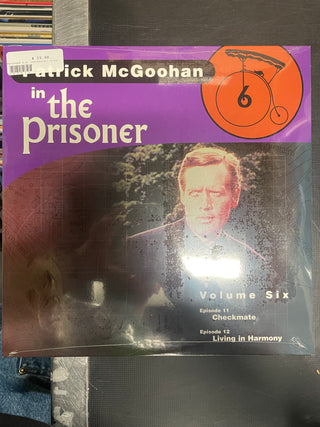 Patrick McGoohan
in the
Prisoner
6
Volume Six
Episode 11
Checkmate
Episode 12
Living in Harmony